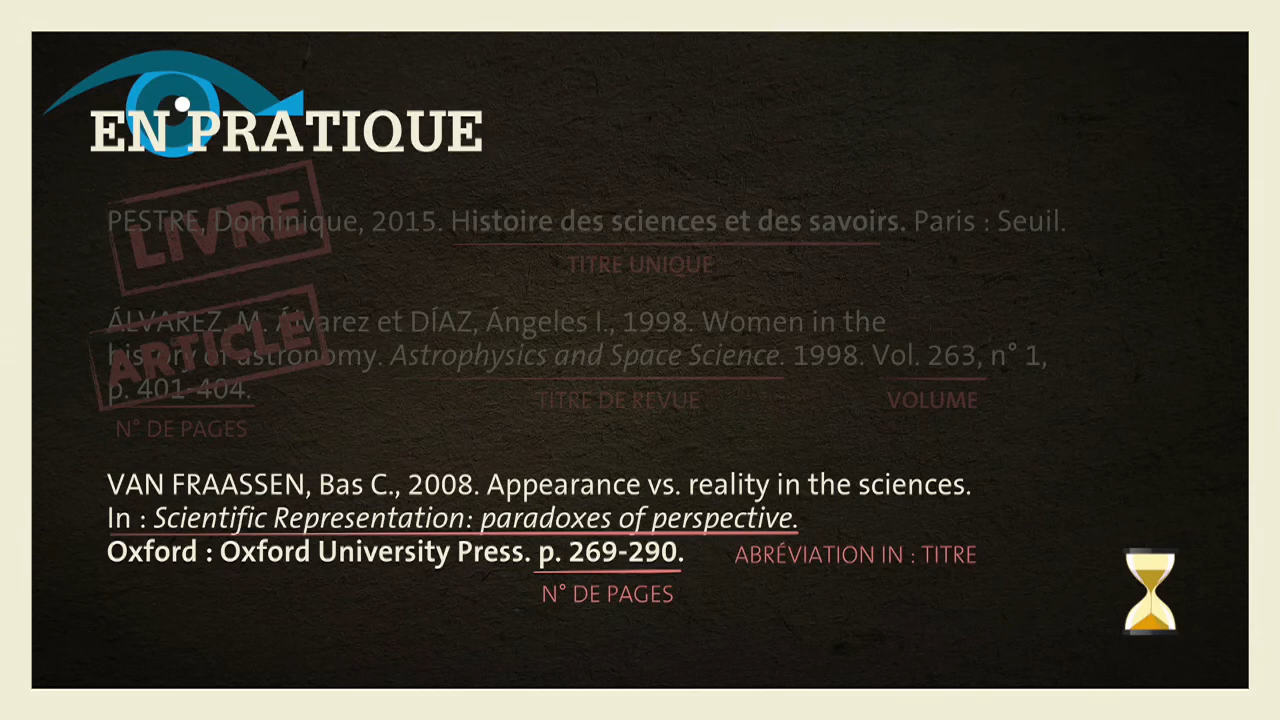 EN PRATIQUE
LIVRE
PESTRE, Dominique, 2015. Histoire des sciences et des savoirs. Paris : Seuil.
TITRE UNIQUE
ARTICLE
ÁLVAREZ, M. Álvarez et DÍAZ, Ángeles I., 1998. Women in the
history of astronomy. Astrophysics and Space Science. 1998. Vol. 263, n° 1,
p. 401-404.
TITRE DE REVUE
VOLUME
N° DE PAGES
VAN FRAASSEN, Bas C., 2008. Appearance vs. reality in the sciences.
In : Scientific Representation: paradoxes of perspective.
Oxford : Oxford University Press. p. 269-290.
ABRÉVIATION IN : TITRE
N° DE PAGES